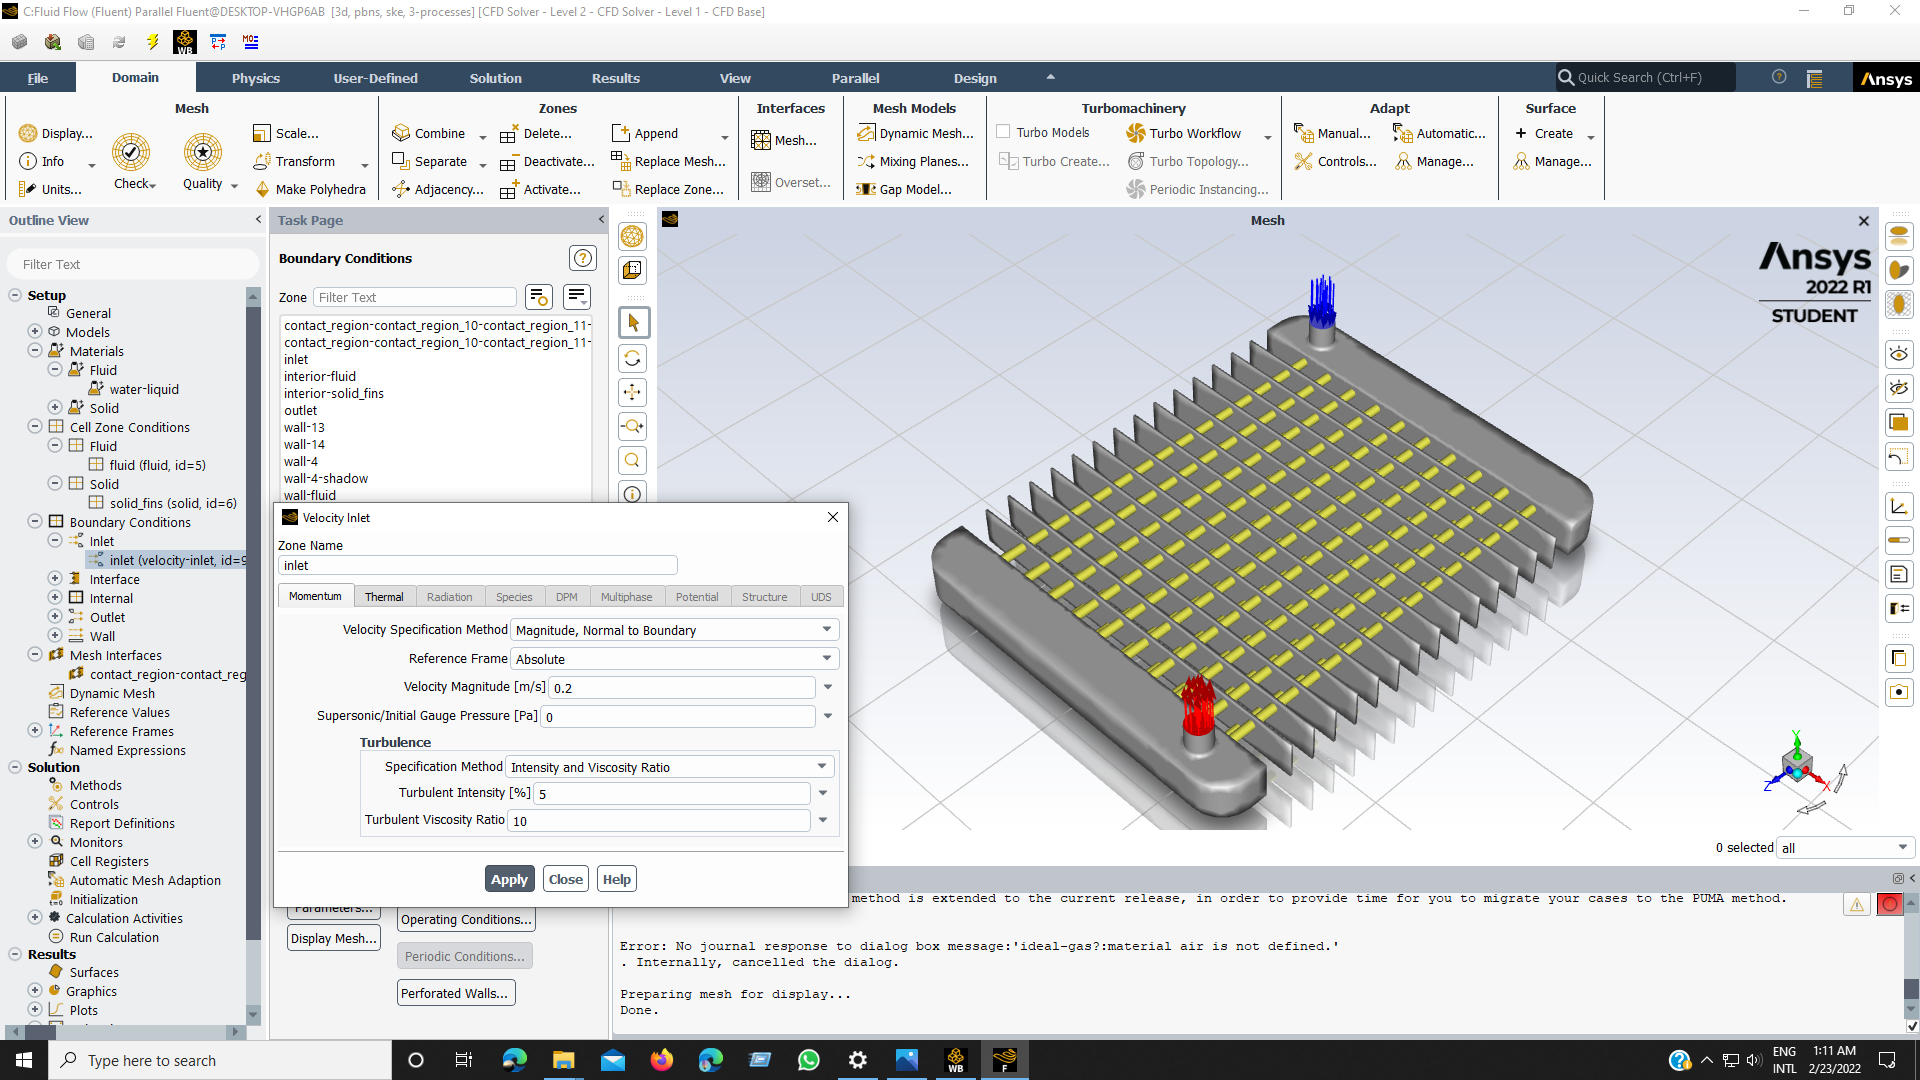 C:Fluid Flow (Fluent) Parallel Fluent@DESKTOP-VHGP6AB [3d, pbns, ske, 3-processes] [CFD Solver - Level 2 - CFD Solver - Level 1 - CFD Base]
WB
File
Domain
Physics
User-Defined
Solution
Results
View
Parallel
Design
Quick Search (Ctrl+F)
Ansys
Mesh
Display...
Info
Units...
Check
Quality
Scale...
Transform
Make Polyhedra
Zones
Combine
Separate
Adjacency...
Delete...
Deactivate...
Activate...
Append
Replace Mesh...
Replace Zone...
Interfaces
Mesh...
Overset...
Mesh Models
Dynamic Mesh...
Mixing Planes...
Gap Model...
Turbomachinery
Turbo Models
Turbo Create...
Turbo Workflow
Turbo Topology...
Periodic Instancing...
Adapt
Manual...
Controls...
Automatic...
Manage...
Surface
+ Create
Manage...
Outline View
Filter Text
Setup
General
Models
Materials
Fluid
water-liquid
Solid
Cell Zone Conditions
Fluid
fluid (fluid, id=5)
Solid
solid_fins (solid, id=6)
Boundary Conditions
Inlet
inlet (velocity-inlet, id=9
Interface
Internal
Outlet
Wall
Mesh Interfaces
contact_region-contact_reg
Dynamic Mesh
Reference Values
Reference Frames
Named Expressions
Solution
Methods
Controls
Report Definitions
Monitors
Cell Registers
Automatic Mesh Adaption
Initialization
Calculation Activities
Run Calculation
Results
Surfaces
Graphics
Plots
Task Page
Boundary Conditions
Zone Filter Text
contact_region-contact_region_10-contact_region_11-
contact_region-contact_region_10-contact_region_11-
inlet
interior-fluid
interior-solid_fins
outlet
wall-13
wall-14
wall-4
wall-4-shadow
wall-fluid
Velocity Inlet
Zone Name
inlet
Momentum Thermal Radiation Species DPM Multiphase Potential Structure UDS
Velocity Specification Method Magnitude, Normal to Boundary
Reference Frame Absolute
Velocity Magnitude [m/s] 0.2
Supersonic/Initial Gauge Pressure [Pa] 0
Turbulence
Specification Method Intensity and Viscosity Ratio
Turbulent Intensity [%] 5
Turbulent Viscosity Ratio 10
Apply Close Help
Parameters...
Operating Conditions...
Display Mesh...
Periodic Conditions...
Perforated Walls...
Mesh
Ansys
2022 R1
STUDENT
Y
Z
X
0 selected all
method is extended to the current release, in order to provide time for you to migrate your cases to the PUMA method.
Error: No journal response to dialog box message:'ideal-gas?:material air is not defined.'
. Internally, cancelled the dialog.
Preparing mesh for display...
Done.
Type here to search
WB
F
ENG
INTL
1:11 AM
2/23/2022